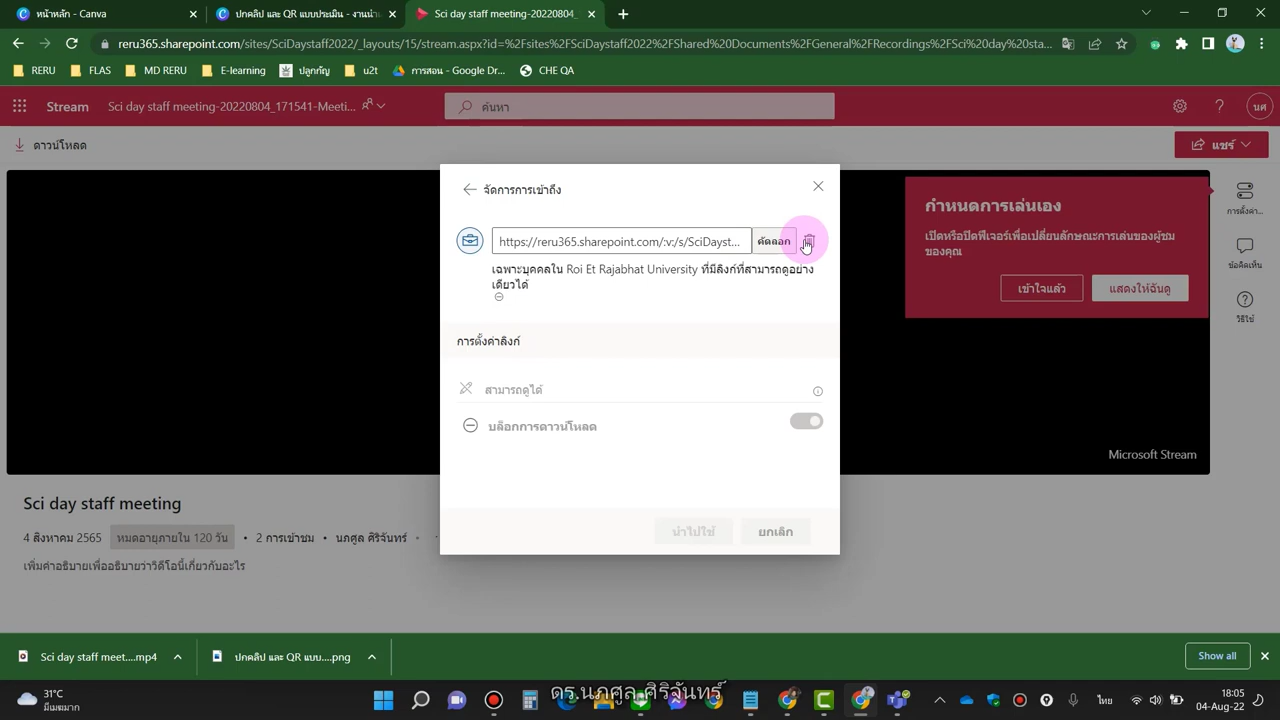 หน้าหลัก - Canva
ปกคลิป และ QR แบบประเมิน - งานนำเ
Sci day staff meeting-20220804_
reru365.sharepoint.com/sites/SciDaystaff2022/_layouts/15/stream.aspx?id=%2Fsites%2FSciDaystaff2022%2FShared%20Documents%2FGeneral%2FRecordings%2FSci%20day%20sta...
RERU
FLAS
MD RERU
E-learning
ปลูกกัญ
u2t
การสอน - Google Dr...
CHE QA
Stream
Sci day staff meeting-20220804_171541-Meeti...
ค้นหา
นศ
ดาวน์โหลด
แชร์
จัดการการเข้าถึง
https://reru365.sharepoint.com/:v:/s/SciDayst...
คัดลอก
เฉพาะบุคคลใน Roi Et Rajabhat University ที่มีลิงก์ที่สามารถดูอย่าง
เดียวได้
การตั้งค่าลิงก์
สามารถดูได้
บล็อกการดาวน์โหลด
นำไปใช้
ยกเลิก
กำหนดการเล่นเอง
เปิดหรือปิดฟีเจอร์เพื่อเปลี่ยนลักษณะการเล่นของผู้ชม
ของคุณ
เข้าใจแล้ว
แสดงให้ฉันดู
การตั้งค่า...
ข้อคิดเห็น
วิธีใช้
Microsoft Stream
Sci day staff meeting
4 สิงหาคม 2565
หมดอายุภายใน 120 วัน
• 2 การเข้าชม • นภศูล ศิริจันทร์ •
เพิ่มคำอธิบายเพื่ออธิบายว่าวิดีโอนี้เกี่ยวกับอะไร
Sci day staff meet....mp4
ปกคลิป และ QR แบบ....png
Show all
31°C
มีเมฆมาก
ดร.นภศูล ศิริจันทร์
ไทย
18:05
04-Aug-22